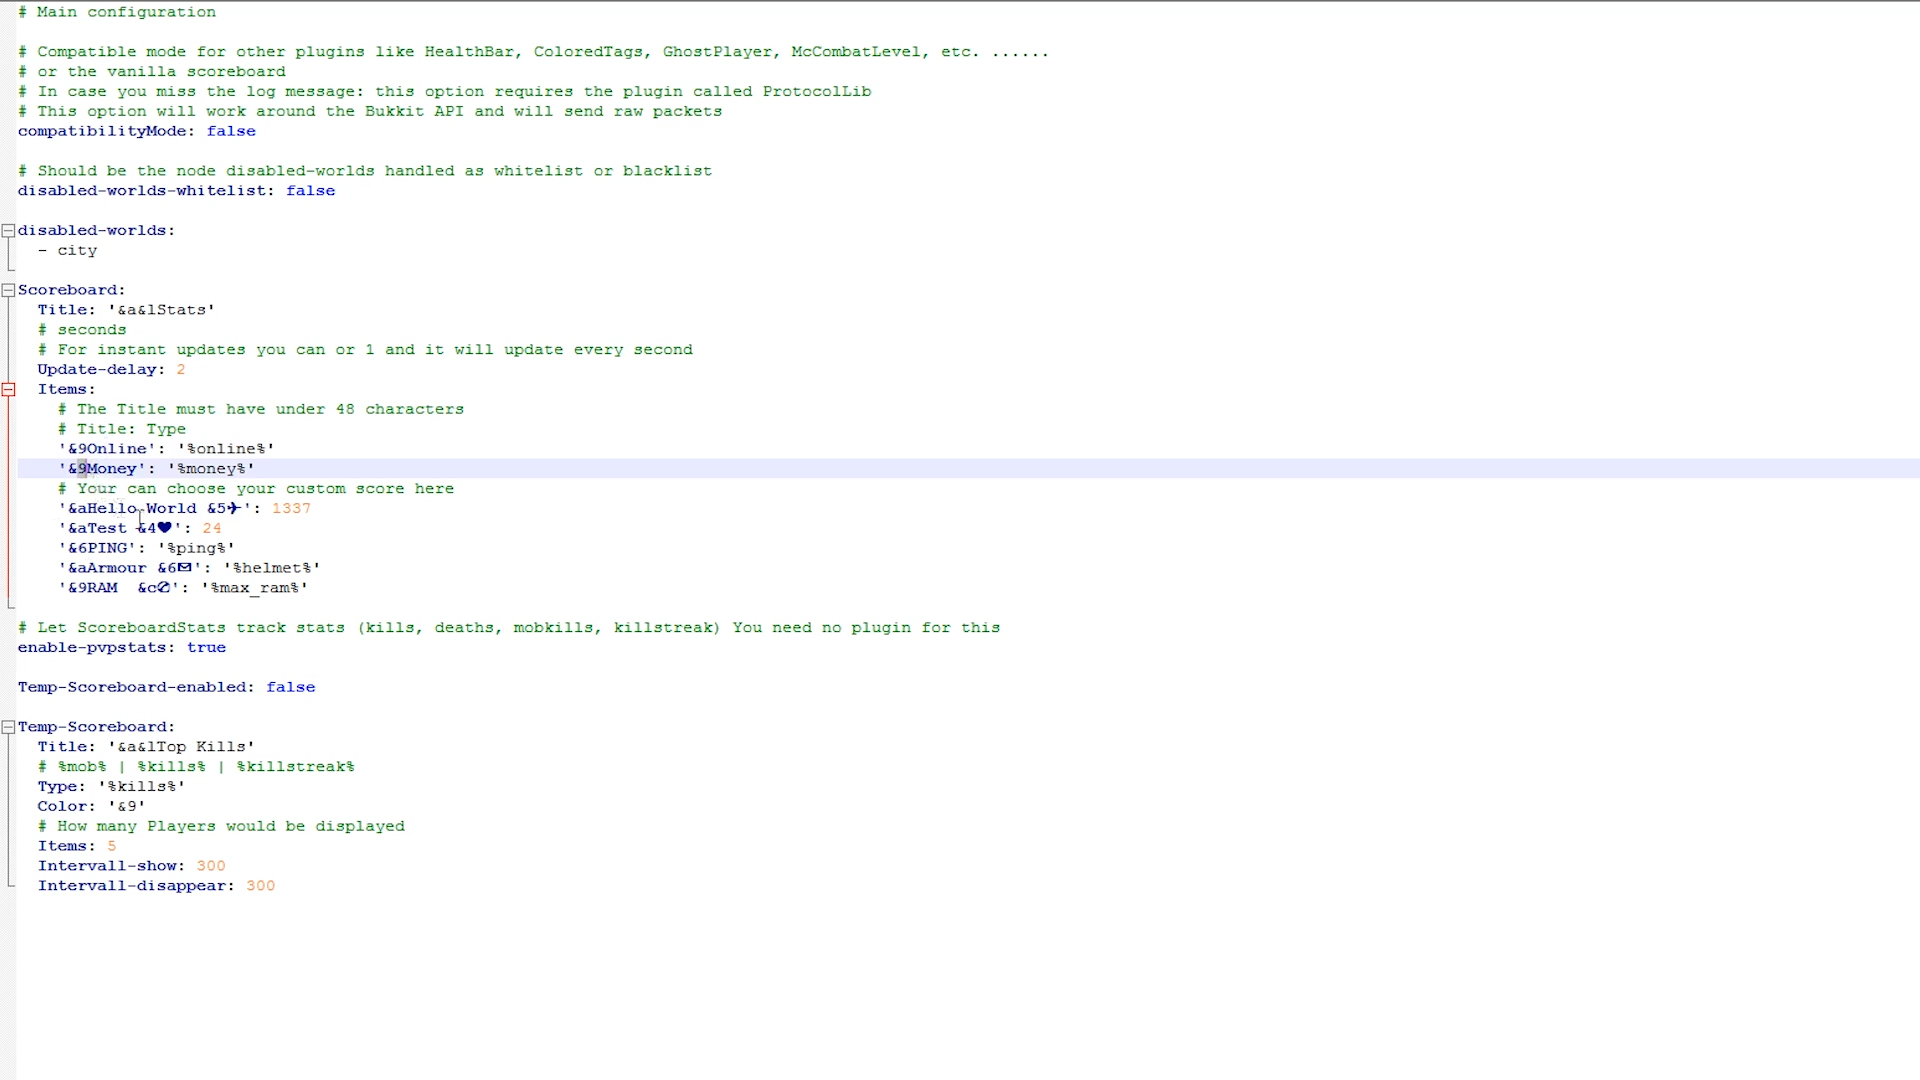 # Main configuration
# Compatible mode for other plugins like HealthBar, ColoredTags, GhostPlayer, McCombatLevel, etc. ......
# or the vanilla scoreboard
# In case you miss the log message: this option requires the plugin called ProtocolLib
# This option will work around the Bukkit API and will send raw packets
compatibilityMode: false
# Should be the node disabled-worlds handled as whitelist or blacklist
disabled-worlds-whitelist: false
disabled-worlds:
- city
Scoreboard:
Title: '&a&lStats'
# seconds
# For instant updates you can or 1 and it will update every second
Update-delay: 2
Items:
# The Title must have under 48 characters
# Title: Type
'&9Online': '%online%'
'&9Money': '%money%'
# Your can choose your custom score here
'&aHello World &5✈': 1337
'&aTest &4❤': 24
'&6PING': '%ping%'
'&aArmour &6✉': '%helmet%'
'&9RAM  &c✆': '%max_ram%'
# Let ScoreboardStats track stats (kills, deaths, mobkills, killstreak) You need no plugin for this
enable-pvpstats: true
Temp-Scoreboard-enabled: false
Temp-Scoreboard:
Title: '&a&lTop Kills'
# %mob% | %kills% | %killstreak%
Type: '%kills%'
Color: '&9'
# How many Players would be displayed
Items: 5
Intervall-show: 300
Intervall-disappear: 300